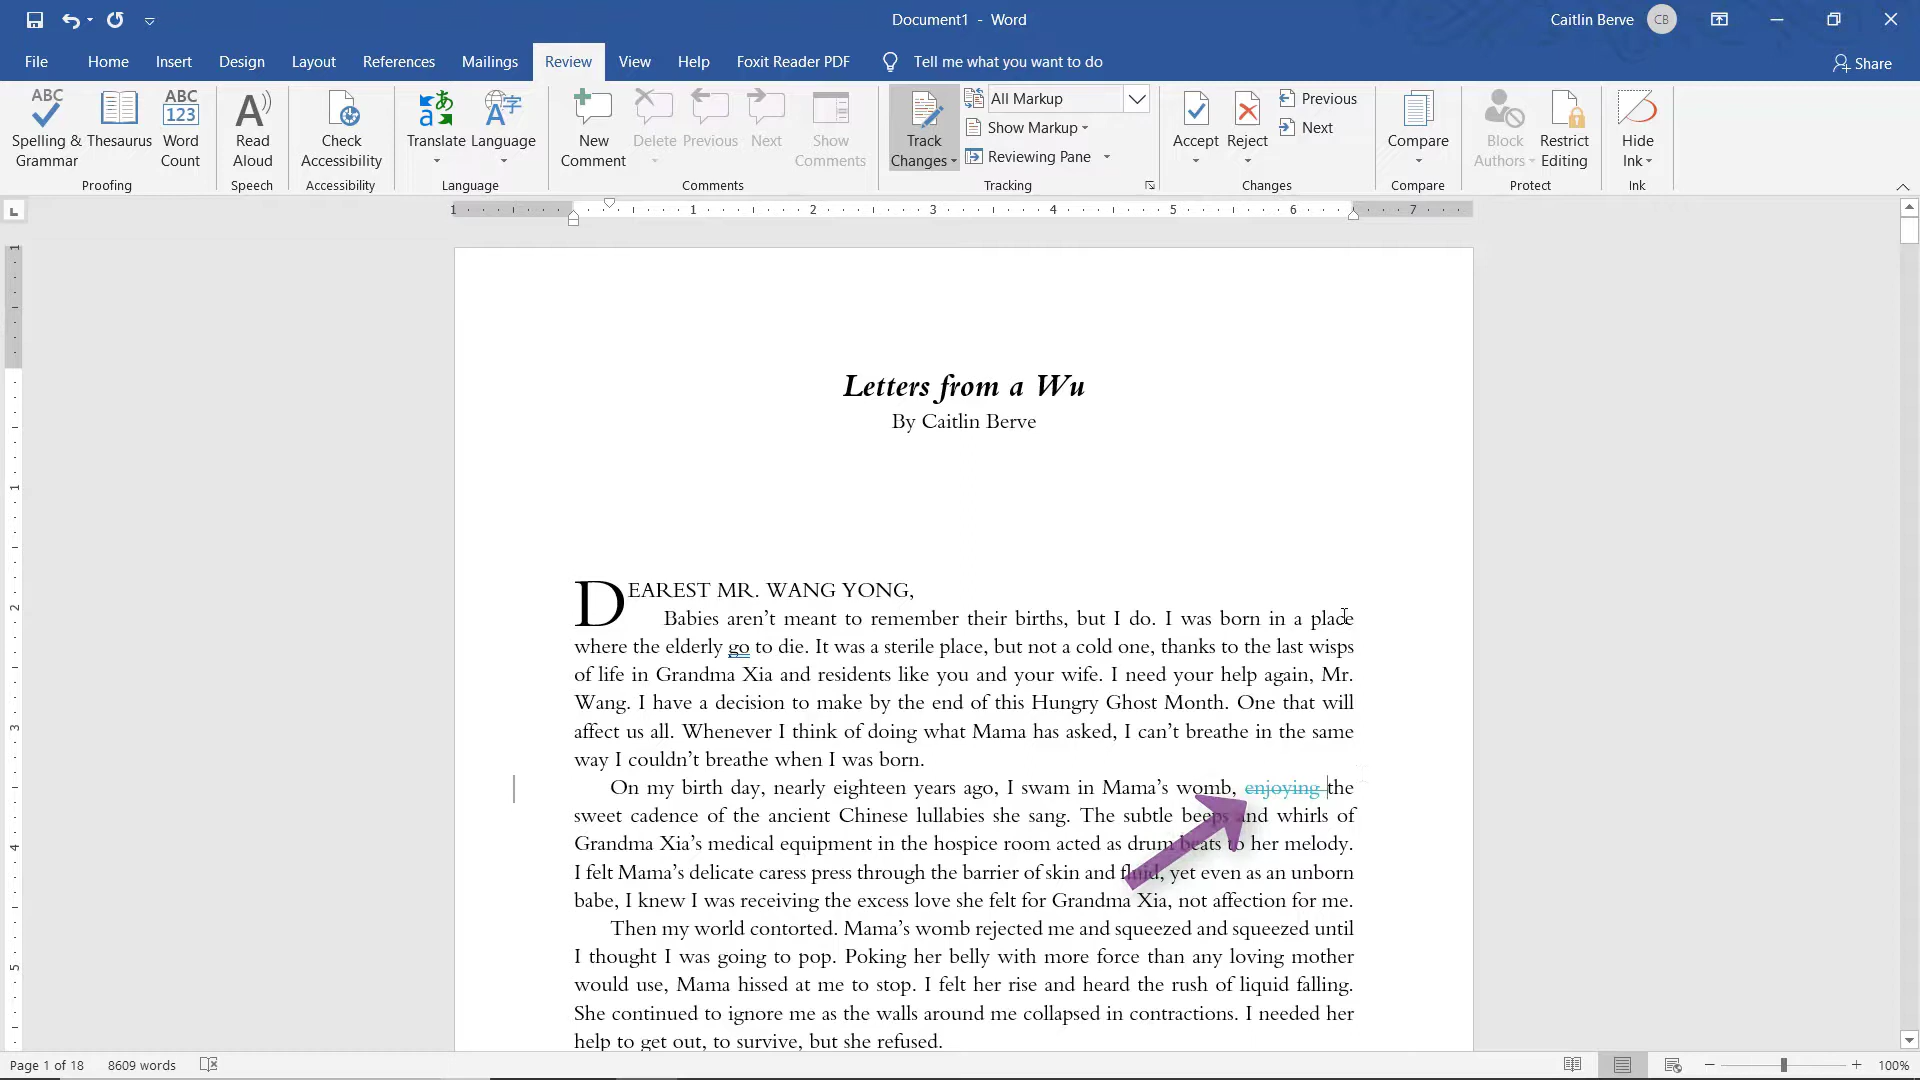 Document1 - Word
Caitlin Berve CB
File Home Insert Design Layout References Mailings Review View Help Foxit Reader PDF Tell me what you want to do Share
ABC Spelling & Grammar
Thesaurus
ABC 123 Word Count
Proofing
A Read Aloud
Speech
Check Accessibility
Accessibility
Translate
Language
Language
New Comment
Delete
Previous
Next
Show Comments
Comments
Track Changes
All Markup
Show Markup
Reviewing Pane
Tracking
Accept
Reject
Previous
Next
Changes
Compare
Compare
Block Authors
Restrict Editing
Protect
Hide Ink
Ink
1 1 2 3 4 5 6 7
Letters from a Wu
By Caitlin Berve
DEAREST MR. WANG YONG,
Babies aren’t meant to remember their births, but I do. I was born in a place
where the elderly go to die. It was a sterile place, but not a cold one, thanks to the last wisps
of life in Grandma Xia and residents like you and your wife. I need your help again, Mr.
Wang. I have a decision to make by the end of this Hungry Ghost Month. One that will
affect us all. Whenever I think of doing what Mama has asked, I can’t breathe in the same
way I couldn’t breathe when I was born.
On my birth day, nearly eighteen years ago, I swam in Mama’s womb, enjoying the
sweet cadence of the ancient Chinese lullabies she sang. The subtle beeps and whirls of
Grandma Xia’s medical equipment in the hospice room acted as drum beats to her melody.
I felt Mama’s delicate caress press through the barrier of skin and fluid, yet even as an unborn
babe, I knew I was receiving the excess love she felt for Grandma Xia, not affection for me.
Then my world contorted. Mama’s womb rejected me and squeezed and squeezed until
I thought I was going to pop. Poking her belly with more force than any loving mother
would use, Mama hissed at me to stop. I felt her rise and heard the rush of liquid falling.
She continued to ignore me as the walls around me collapsed in contractions. I needed her
help to get out, to survive, but she refused.
1
1
2
3
4
5
Page 1 of 18 8609 words 100%